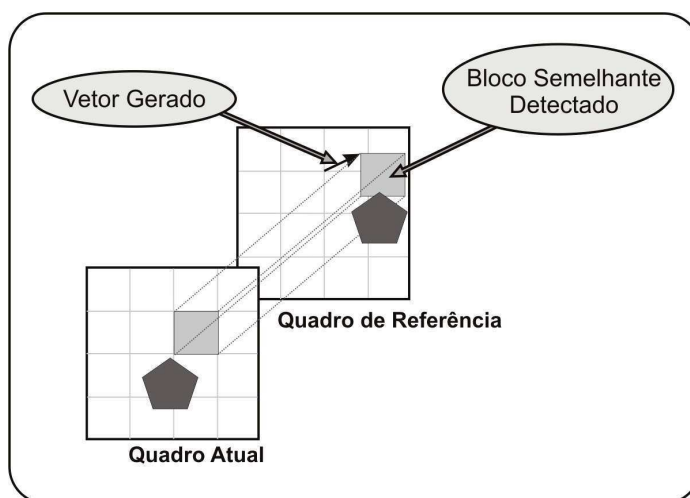 Vetor Gerado
Bloco Semelhante
Detectado
Quadro de Referência
Quadro Atual